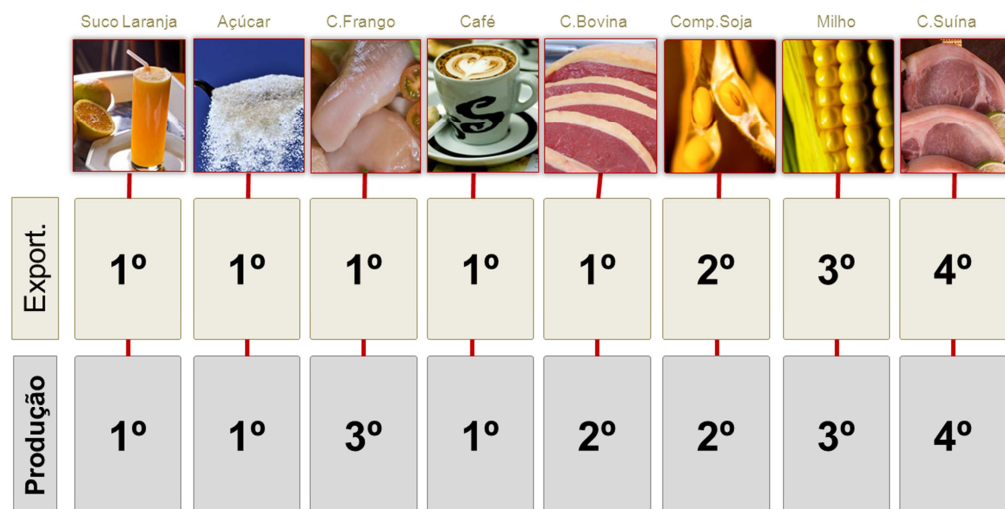 Suco Laranja Açúcar C.Frango Café C.Bovina Comp.Soja Milho C.Suína
Export. 1º 1º 1º 1º 1º 2º 3º 4º
Produção 1º 1º 3º 1º 2º 2º 3º 4º